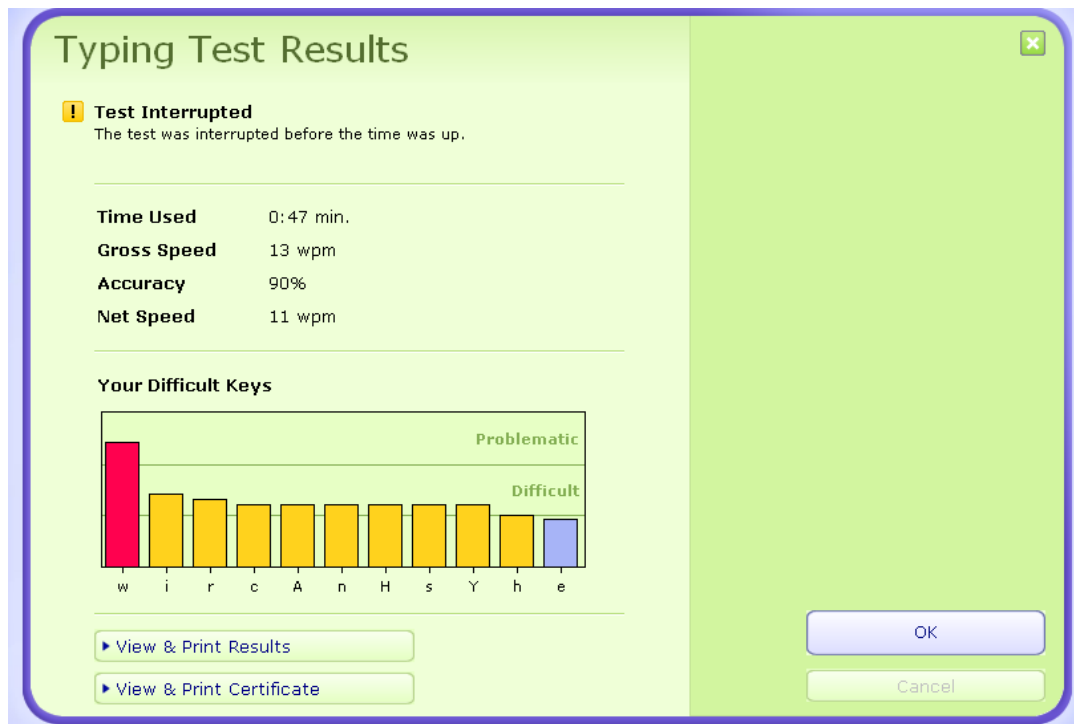 Typing Test Results
Test Interrupted
The test was interrupted before the time was up.
Time Used 0:47 min.
Gross Speed 13 wpm
Accuracy 90%
Net Speed 11 wpm
Your Difficult Keys
Problematic
Difficult
w i r c A n H s Y h e
View & Print Results
View & Print Certificate
OK
Cancel